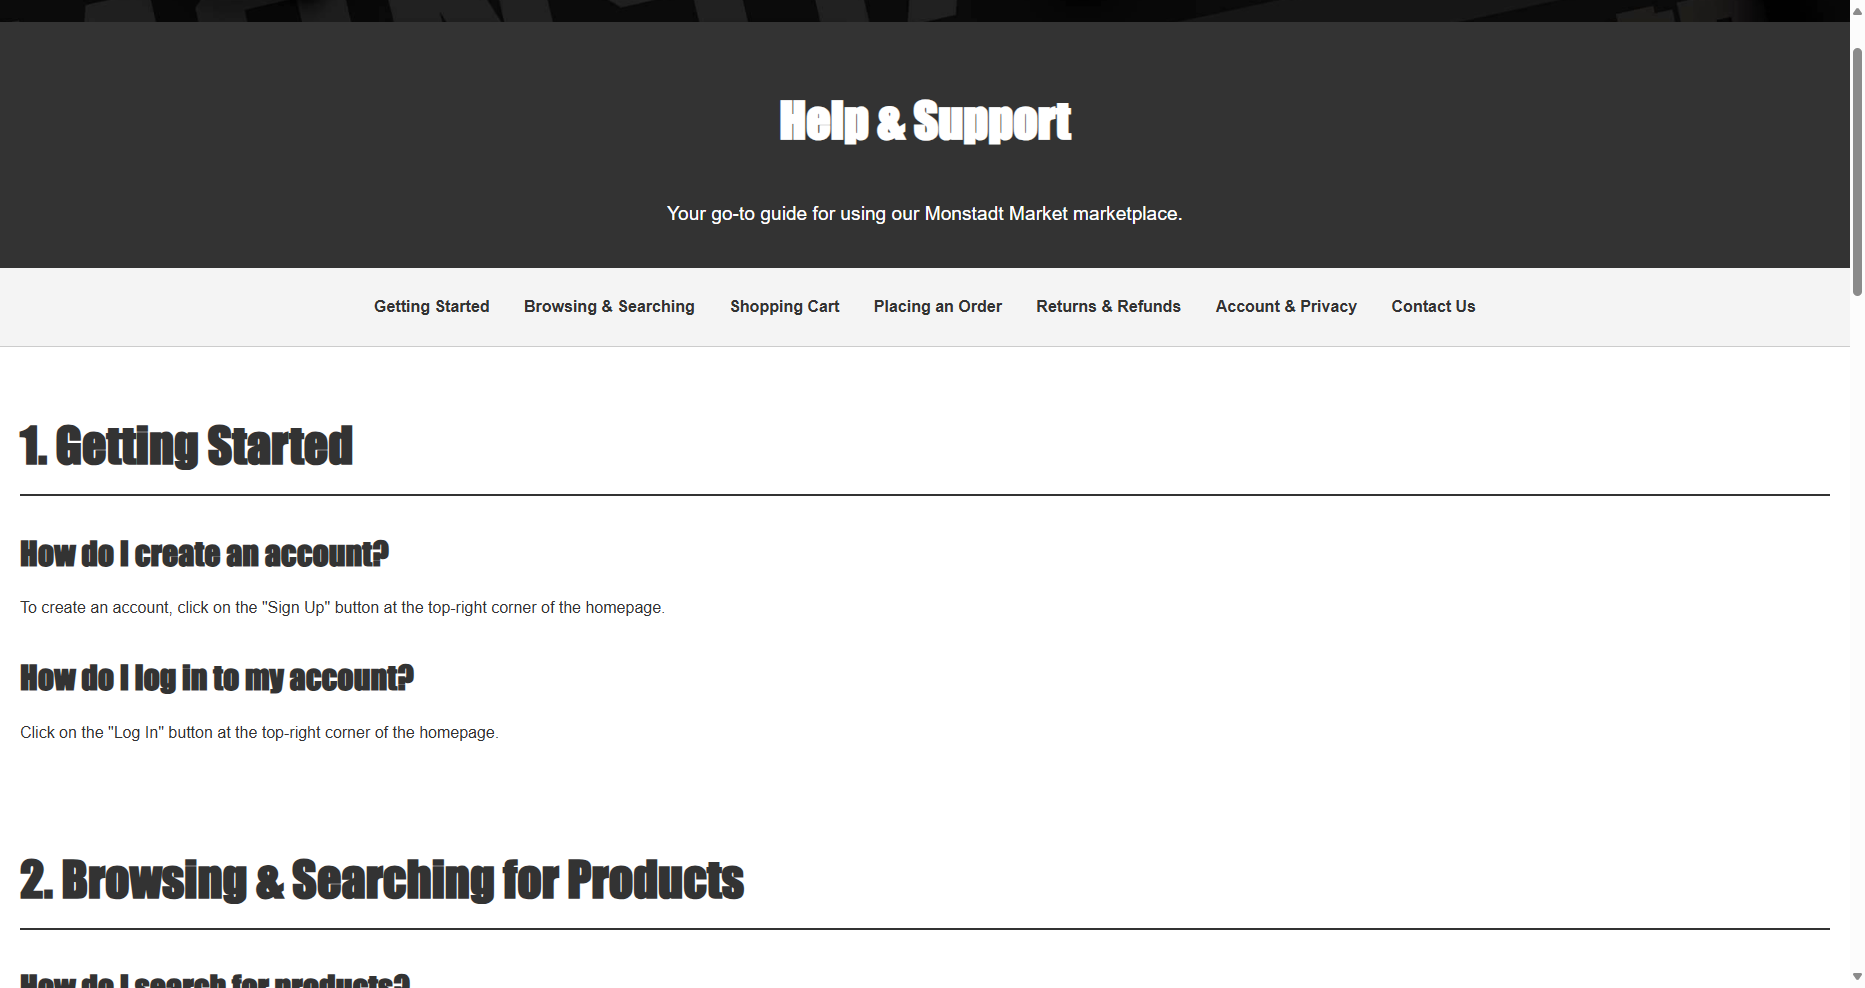 Help & Support
Your go-to guide for using our Monstadt Market marketplace.
Getting Started Browsing & Searching Shopping Cart Placing an Order Returns & Refunds Account & Privacy Contact Us
1. Getting Started
How do I create an account?
To create an account, click on the "Sign Up" button at the top-right corner of the homepage.
How do I log in to my account?
Click on the "Log In" button at the top-right corner of the homepage.
2. Browsing & Searching for Products
How do I search for products?